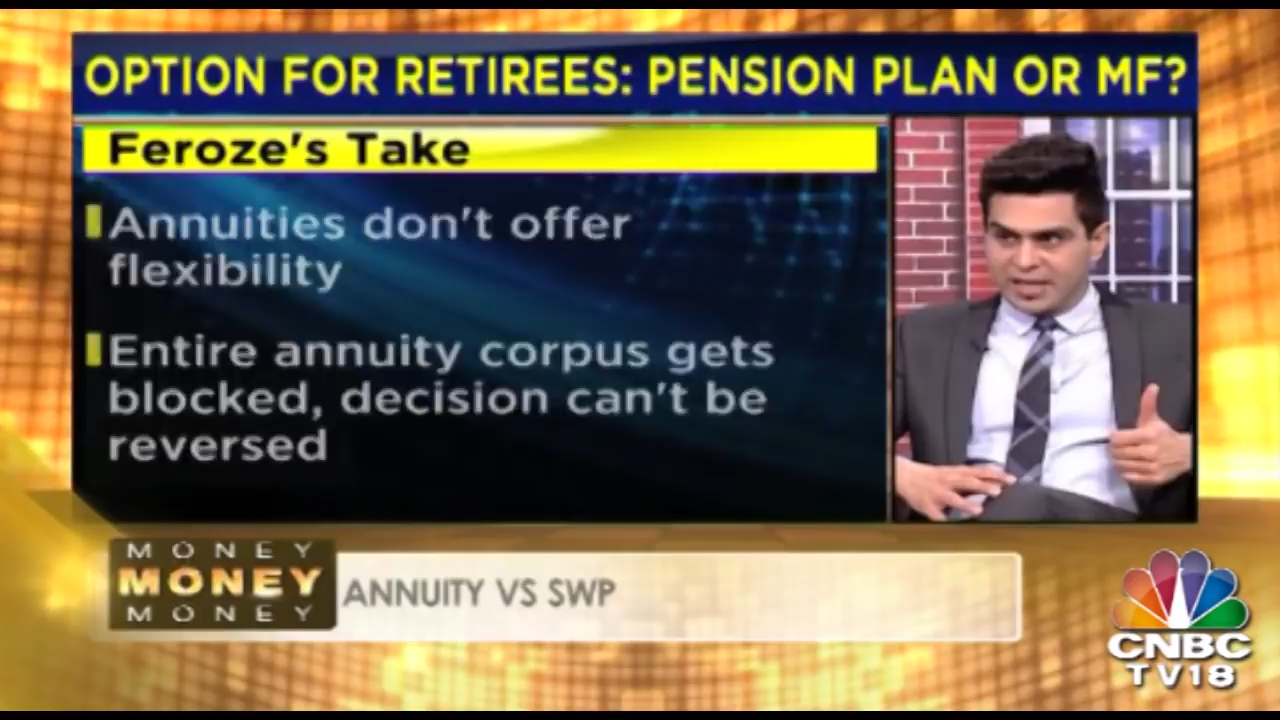 OPTION FOR RETIREES: PENSION PLAN OR MF?
Feroze's Take
Annuities don't offer
flexibility
Entire annuity corpus gets
blocked, decision can't be
reversed
MONEY
MONEY
MONEY
ANNUITY VS SWP
CNBC
TV18